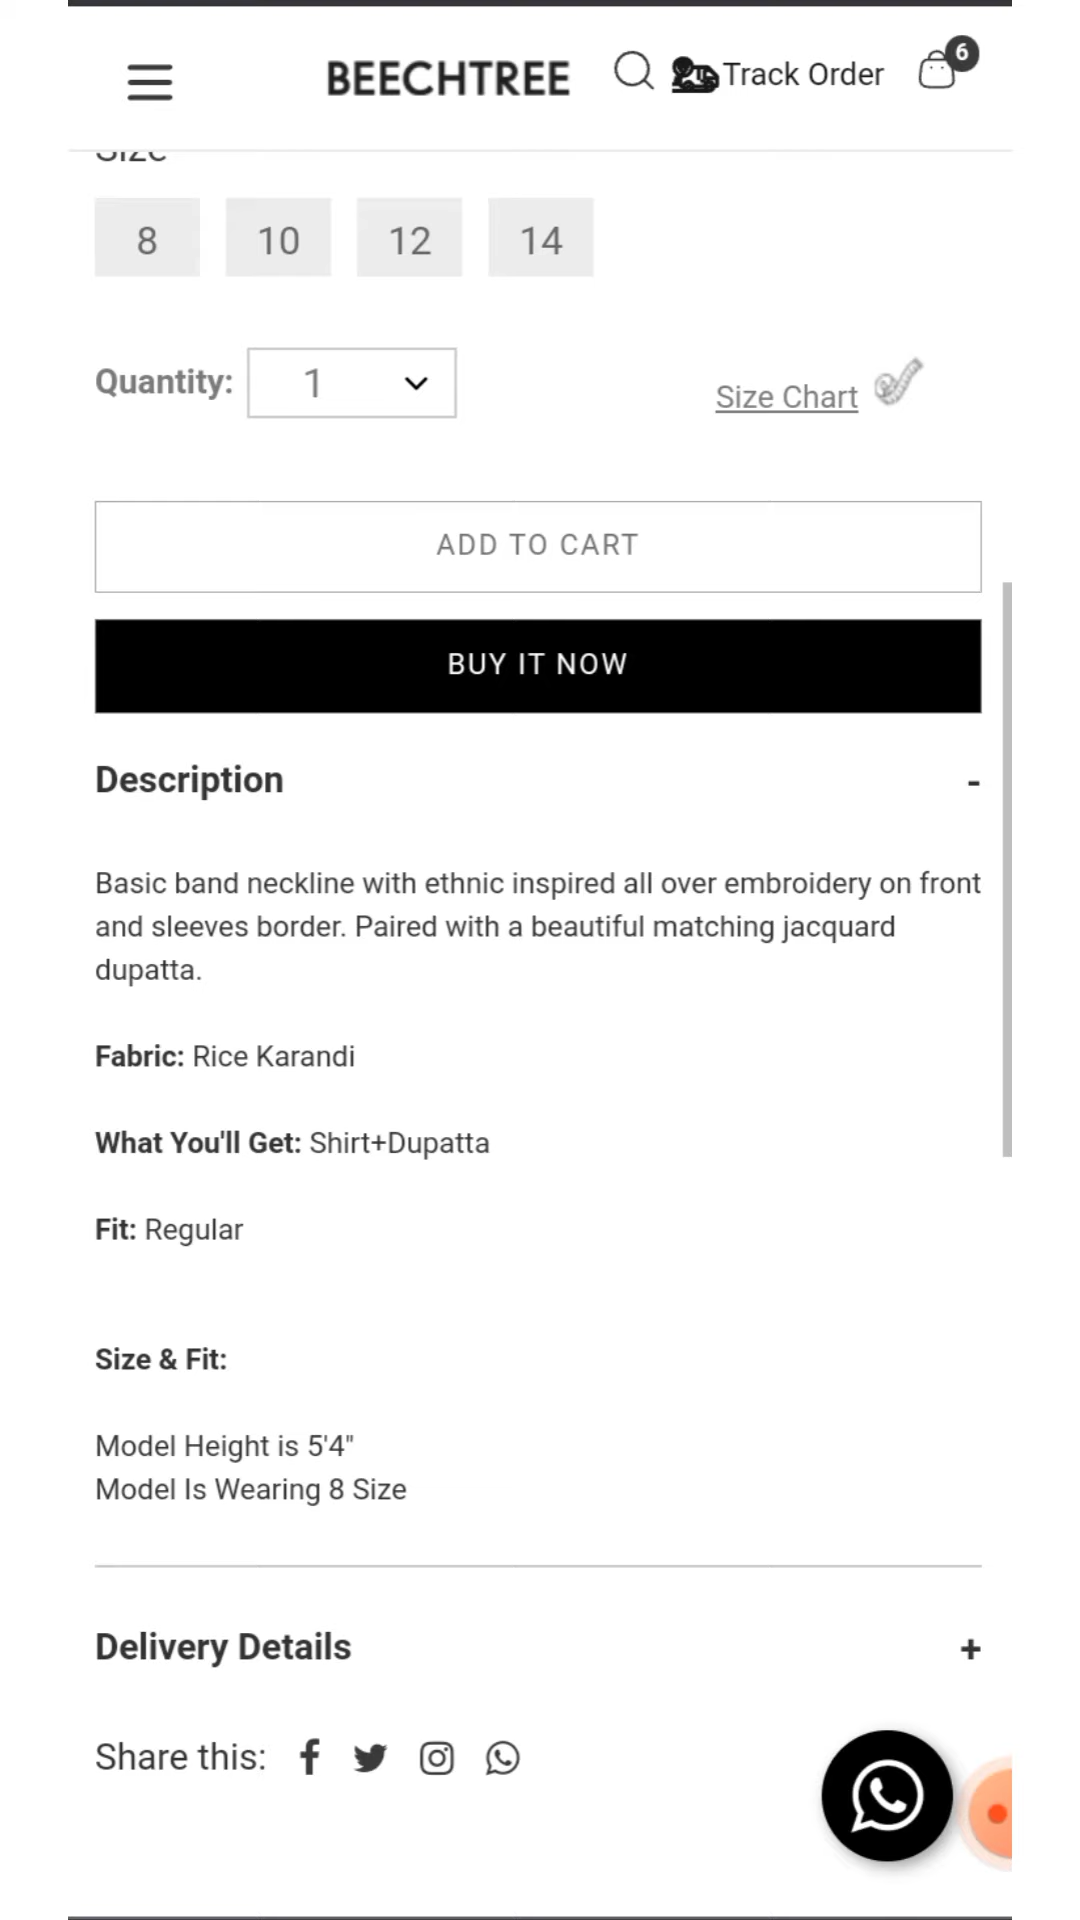 BEECHTREE
Track Order
6
Size
8 10 12 14
Quantity: 1
Size Chart
ADD TO CART
BUY IT NOW
Description -
Basic band neckline with ethnic inspired all over embroidery on front
and sleeves border. Paired with a beautiful matching jacquard
dupatta.
Fabric: Rice Karandi
What You'll Get: Shirt+Dupatta
Fit: Regular
Size & Fit:
Model Height is 5'4"
Model Is Wearing 8 Size
Delivery Details +
Share this: